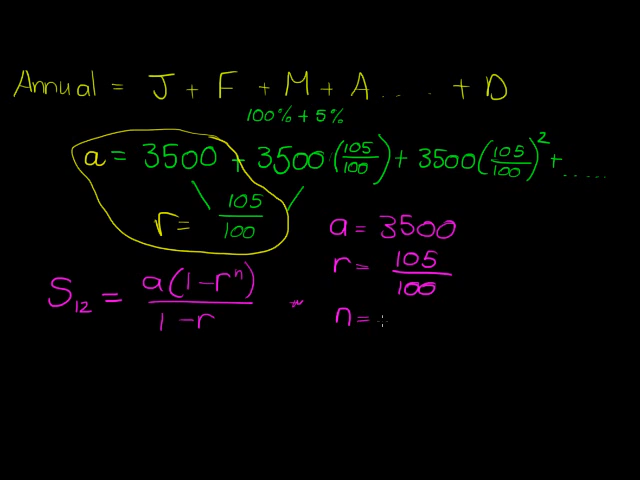 Annual = J + F + M + A .... + D
100% + 5%
a = 3500 + 3500 (105/100) + 3500 (105/100)² + .....
r = 105/100
a = 3500
r = 105/100
S₁₂ = a(1-rⁿ)/1-r
n =